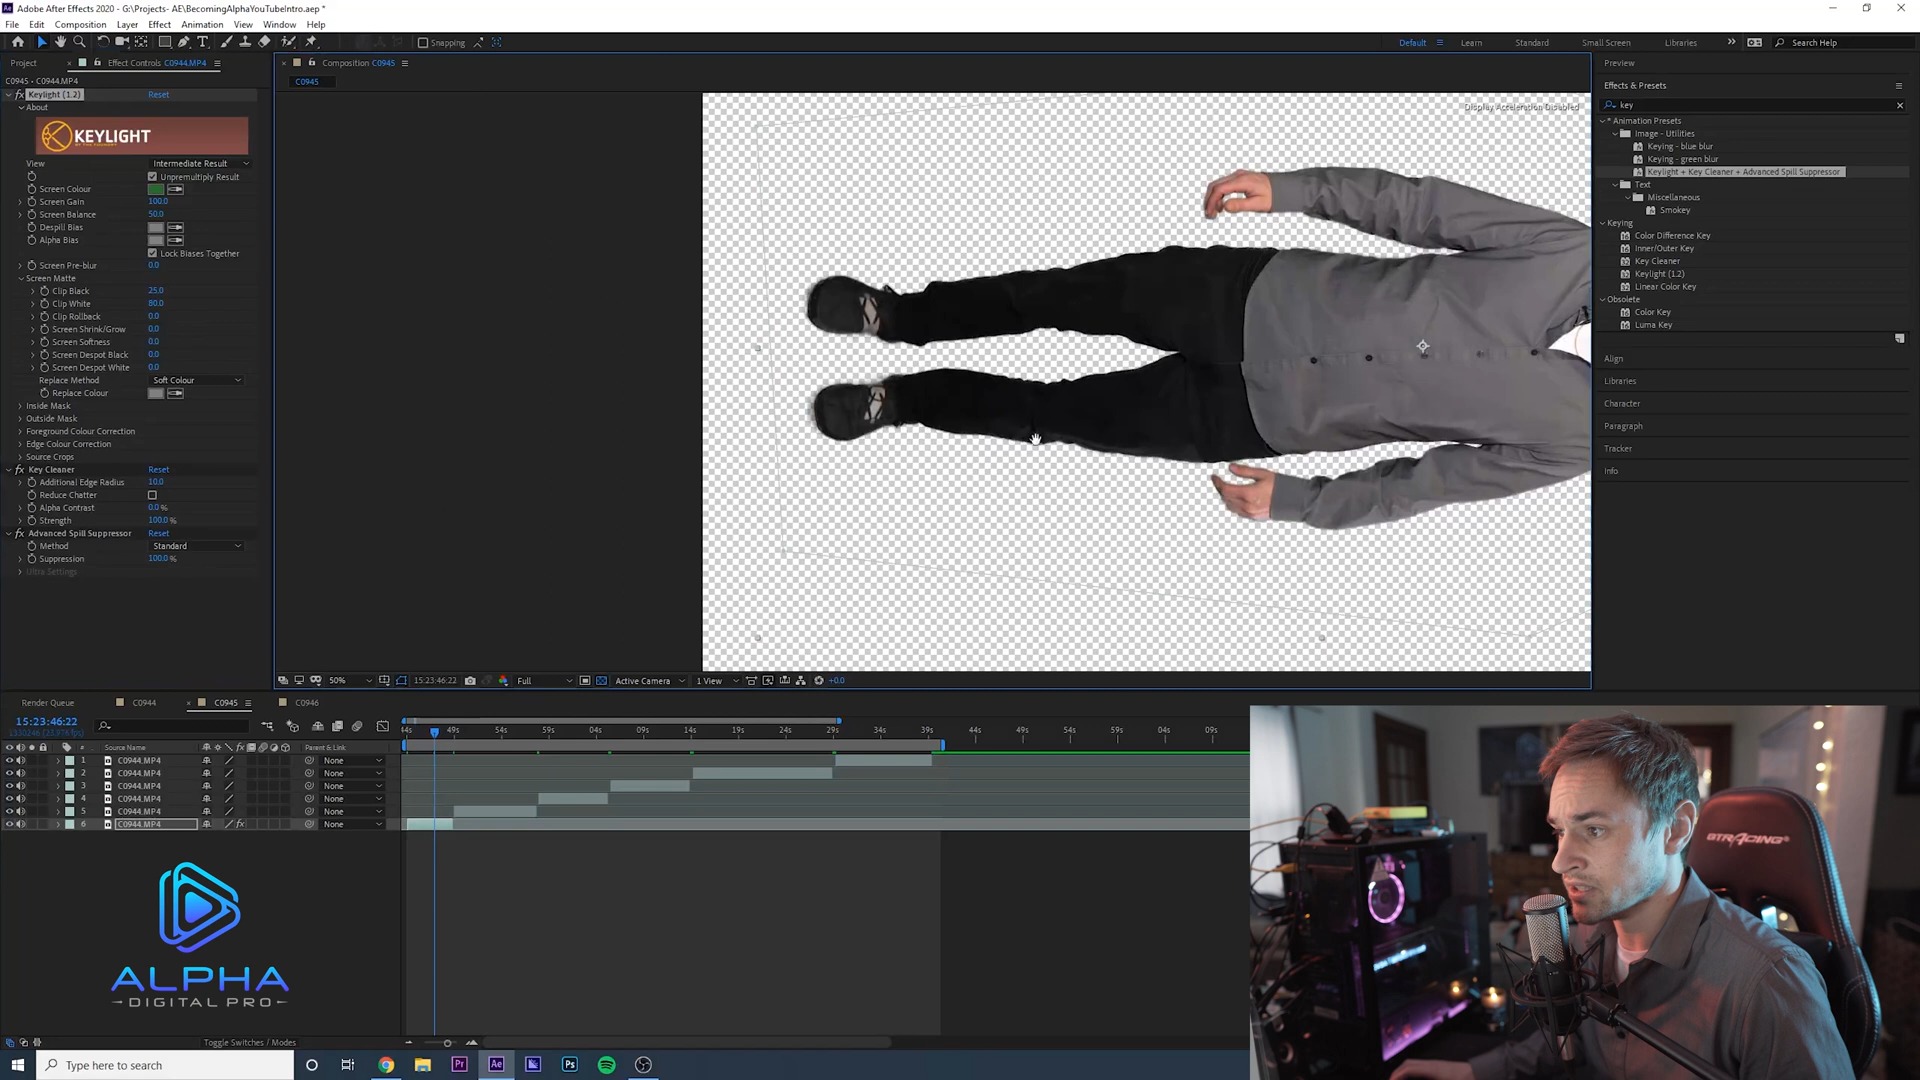 Adobe After Effects 2020 - G:\Projects- AE\BecomingAlphaYouTubeIntro.aep *
File Edit Composition Layer Effect Animation View Window Help
Snapping
Default Learn Standard Small Screen Libraries Search Help
Project Effect Controls C0944.MP4
C0945 • C0944.MP4
fx Keylight (1.2) Reset
About
KEYLIGHT
BY THE FOUNDRY
View Intermediate Result
Unpremultiply Result
Screen Colour
Screen Gain 100.0
Screen Balance 50.0
Despill Bias
Alpha Bias
Lock Biases Together
Screen Pre-blur 0.0
Screen Matte
Clip Black 25.0
Clip White 80.0
Clip Rollback 0.0
Screen Shrink/Grow 0.0
Screen Softness 0.0
Screen Despot Black 0.0
Screen Despot White 0.0
Replace Method Soft Colour
Replace Colour
Inside Mask
Outside Mask
Foreground Colour Correction
Edge Colour Correction
Source Crops
fx Key Cleaner Reset
Additional Edge Radius 10.0
Reduce Chatter
Alpha Contrast 0.0 %
Strength 100.0 %
fx Advanced Spill Suppressor Reset
Method Standard
Suppression 100.0 %
Ultra Settings
Composition C0945
C0945
Display Acceleration Disabled
50% 15:23:46:22 Full Active Camera 1 View +0.0
Preview
Effects & Presets
key
* Animation Presets
Image - Utilities
Keying - blue blur
Keying - green blur
Keylight + Key Cleaner + Advanced Spill Suppressor
Text
Miscellaneous
Smokey
Keying
Color Difference Key
Inner/Outer Key
Key Cleaner
Keylight (1.2)
Linear Color Key
Obsolete
Color Key
Luma Key
Align
Libraries
Character
Paragraph
Tracker
Info
Render Queue C0944 C0945 C0946
15:23:46:22
1330246 (23.976 fps)
# Source Name fx Parent & Link
44s 49s 54s 59s 04s 09s 14s 19s 24s 29s 34s 39s 44s 49s 54s 59s 04s 09s
1 C0944.MP4 None
2 C0944.MP4 None
3 C0944.MP4 None
4 C0944.MP4 None
5 C0944.MP4 None
6 C0944.MP4 fx None
ALPHA
DIGITAL PRO
GTRACING
Toggle Switches / Modes
Type here to search
Pr Ae Ps